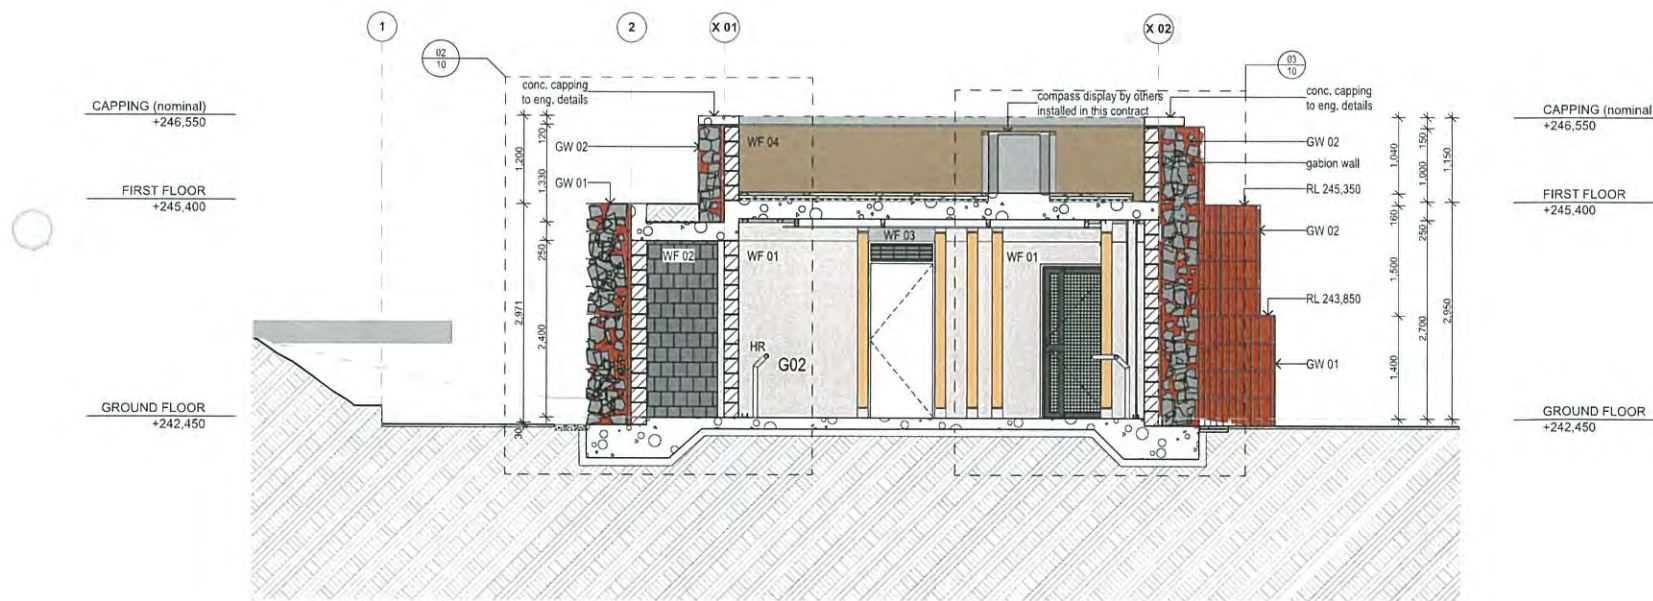 1
2
X 01
X 02
02
10
03
10
conc. capping
to eng. details
compass display by others
installed in this contract
conc. capping
to eng. details
CAPPING (nominal)
+246,550
CAPPING (nominal
+246,550
120
1,200
GW 02
WF 04
1,040
150
1,150
GW 02
gabion wall
1,000
1,330
GW 01
RL 245,350
FIRST FLOOR
+245,400
FIRST FLOOR
+245,400
160
250
GW 02
250
WF 02
WF 01
WF 03
WF 01
1,500
2,950
RL 243,850
2,971
2,400
2,700
HR
G02
1,400
GW 01
GROUND FLOOR
+242,450
GROUND FLOOR
+242,450
30